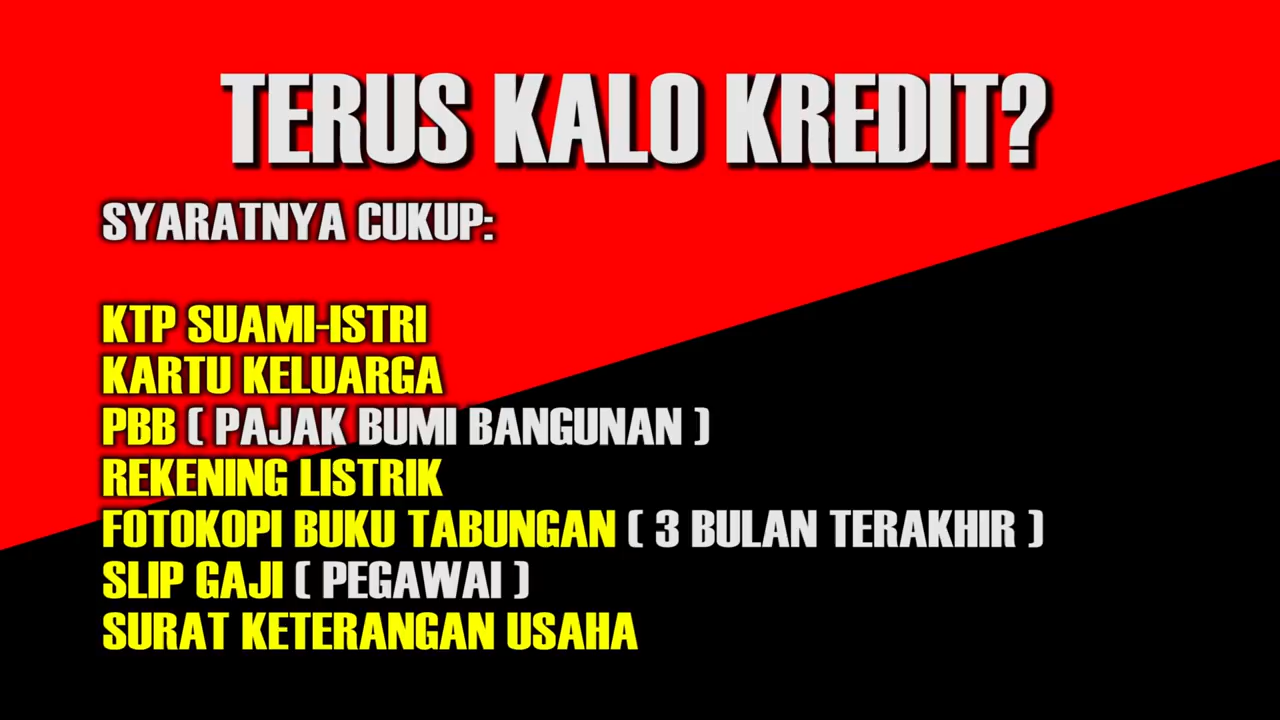 TERUS KALO KREDIT?
SYARATNYA CUKUP:
KTP SUAMI-ISTRI
KARTU KELUARGA
PBB ( PAJAK BUMI BANGUNAN )
REKENING LISTRIK
FOTOKOPI BUKU TABUNGAN ( 3 BULAN TERAKHIR )
SLIP GAJI ( PEGAWAI )
SURAT KETERANGAN USAHA